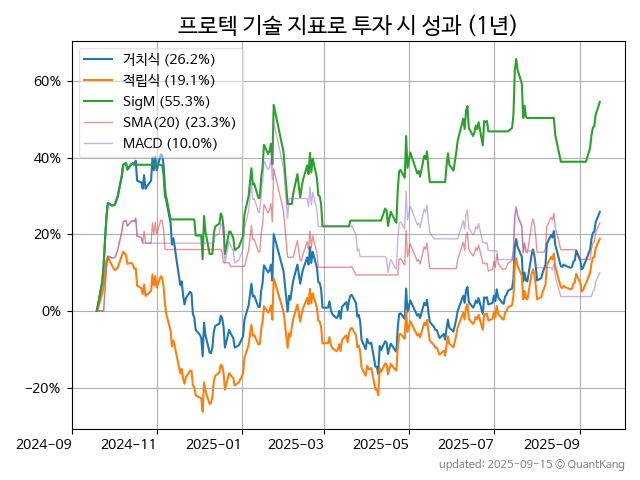 프로텍 기술 지표로 투자 시 성과 (1년)
거치식 (26.2%)
적립식 (19.1%)
SigM (55.3%)
SMA(20) (23.3%)
MACD (10.0%)
60%
40%
20%
0%
−20%
2024-09 2024-11 2025-01 2025-03 2025-05 2025-07 2025-09
updated: 2025-09-15 ⓒ QuantKang